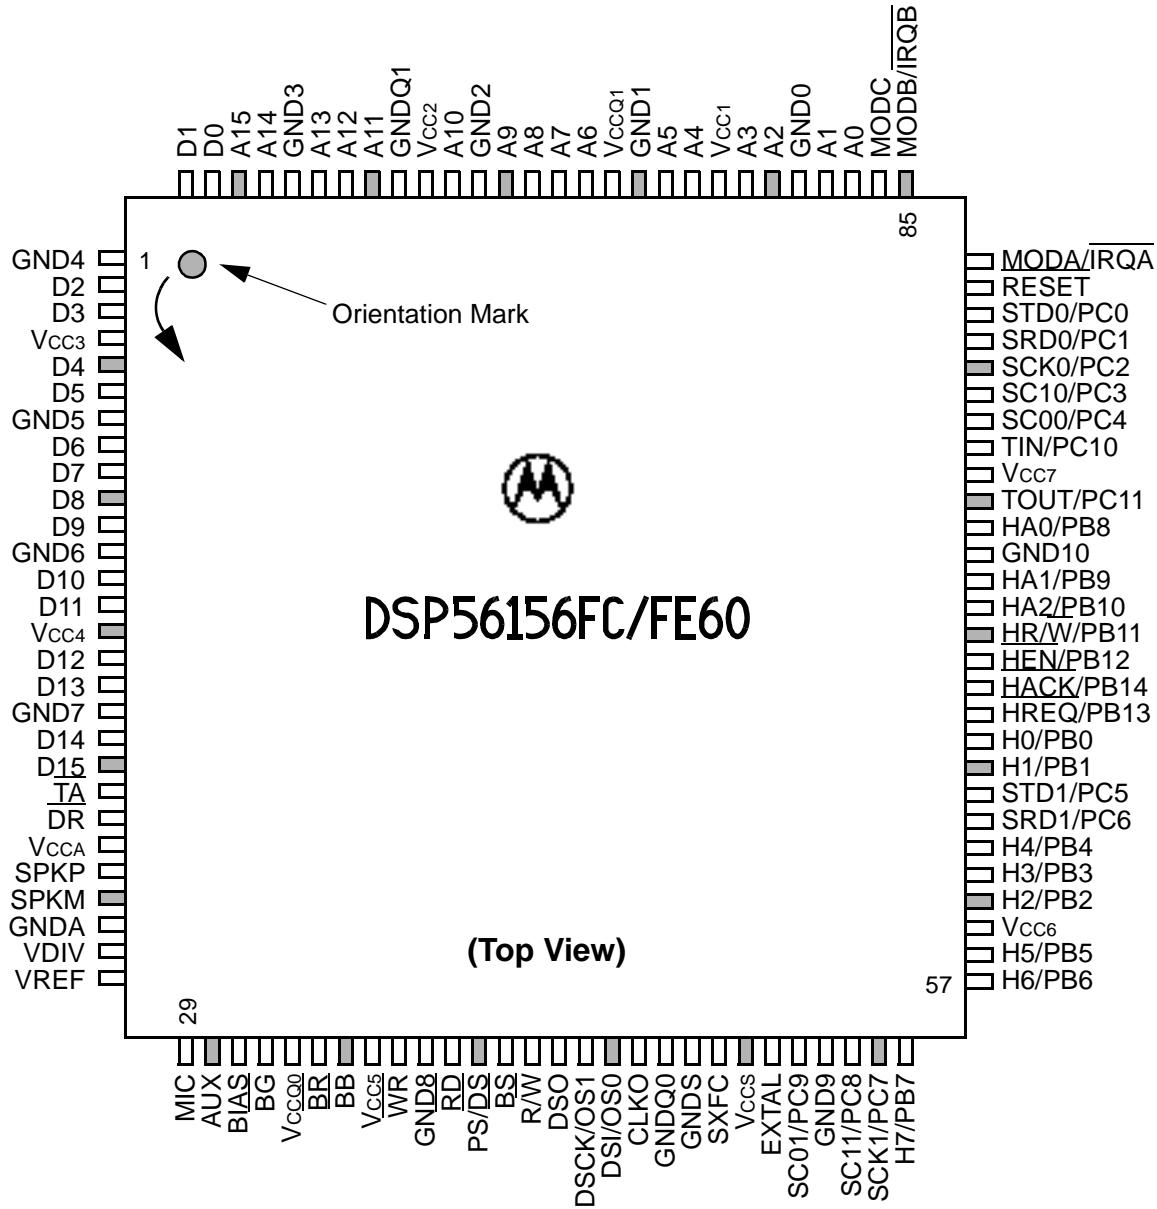 D1
D0
A15
A14
GND3
A13
A12
A11
GNDQ1
VCC2
A10
GND2
A9
A8
A7
A6
VCCQ1
GND1
A5
A4
VCC1
A3
A2
GND0
A1
A0
MODC
MODB/IRQB
85
GND4
D2
D3
VCC3
D4
D5
GND5
D6
D7
D8
D9
GND6
D10
D11
VCC4
D12
D13
GND7
D14
D15
TA
DR
VCCA
SPKP
SPKM
GNDA
VDIV
VREF
1
Orientation Mark
DSP56156FC/FE60
(Top View)
MODA/IRQA
RESET
STD0/PC0
SRD0/PC1
SCK0/PC2
SC10/PC3
SC00/PC4
TIN/PC10
VCC7
TOUT/PC11
HA0/PB8
GND10
HA1/PB9
HA2/PB10
HR/W/PB11
HEN/PB12
HACK/PB14
HREQ/PB13
H0/PB0
H1/PB1
STD1/PC5
SRD1/PC6
H4/PB4
H3/PB3
H2/PB2
VCC6
H5/PB5
H6/PB6
57
29
MIC
AUX
BIAS
BG
VCCQ0
BR
BB
VCC5
WR
GND8
RD
PS/DS
BS
R/W
DSO
DSCK/OS1
DSI/OS0
CLKO
GNDQ0
GNDS
SXFC
VCCS
EXTAL
SC01/PC9
GND9
SC11/PC8
SCK1/PC7
H7/PB7